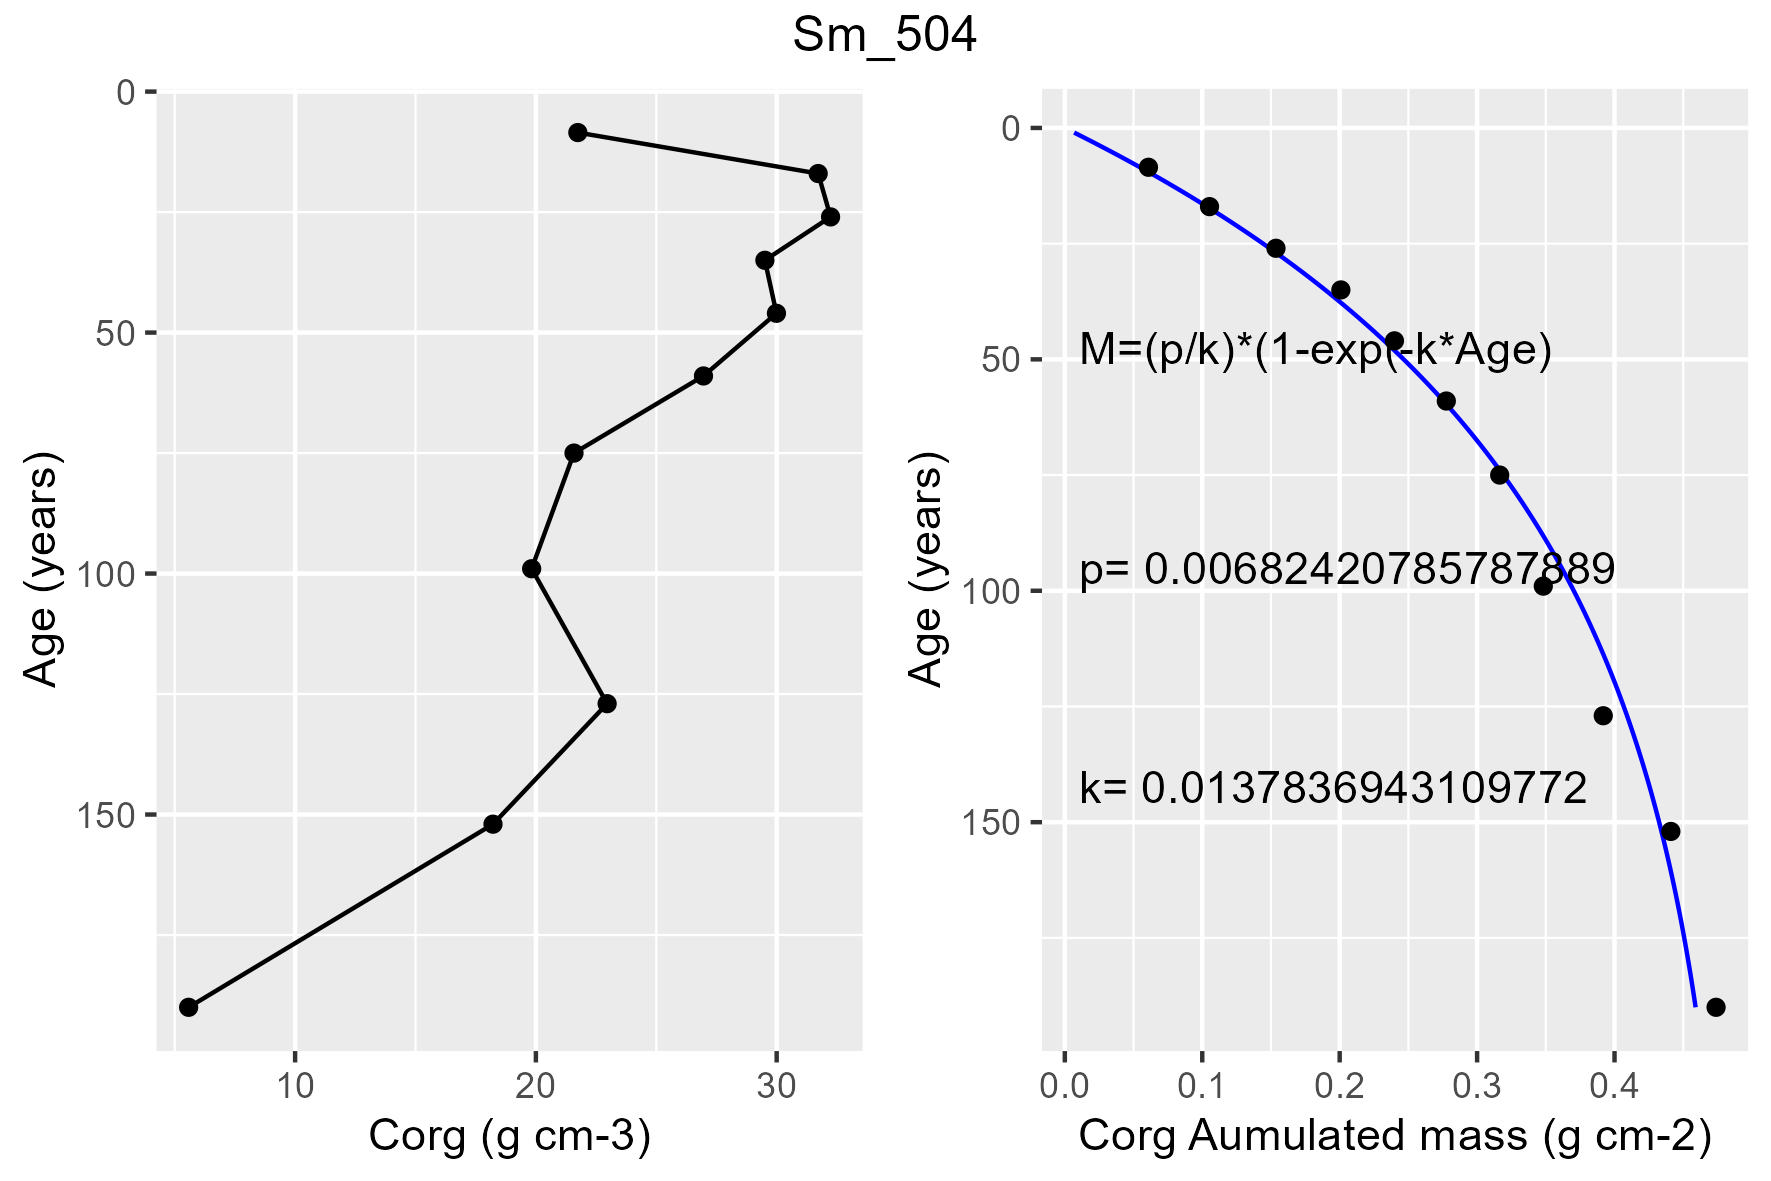 Sm_504
0
50
100
150
Age (years)
10 20 30
Corg (g cm-3)
0
50
100
150
Age (years)
M=(p/k)*(1-exp(-k*Age)
p= 0.00682420785787889
k= 0.0137836943109772
0.0 0.1 0.2 0.3 0.4
Corg Aumulated mass (g cm-2)